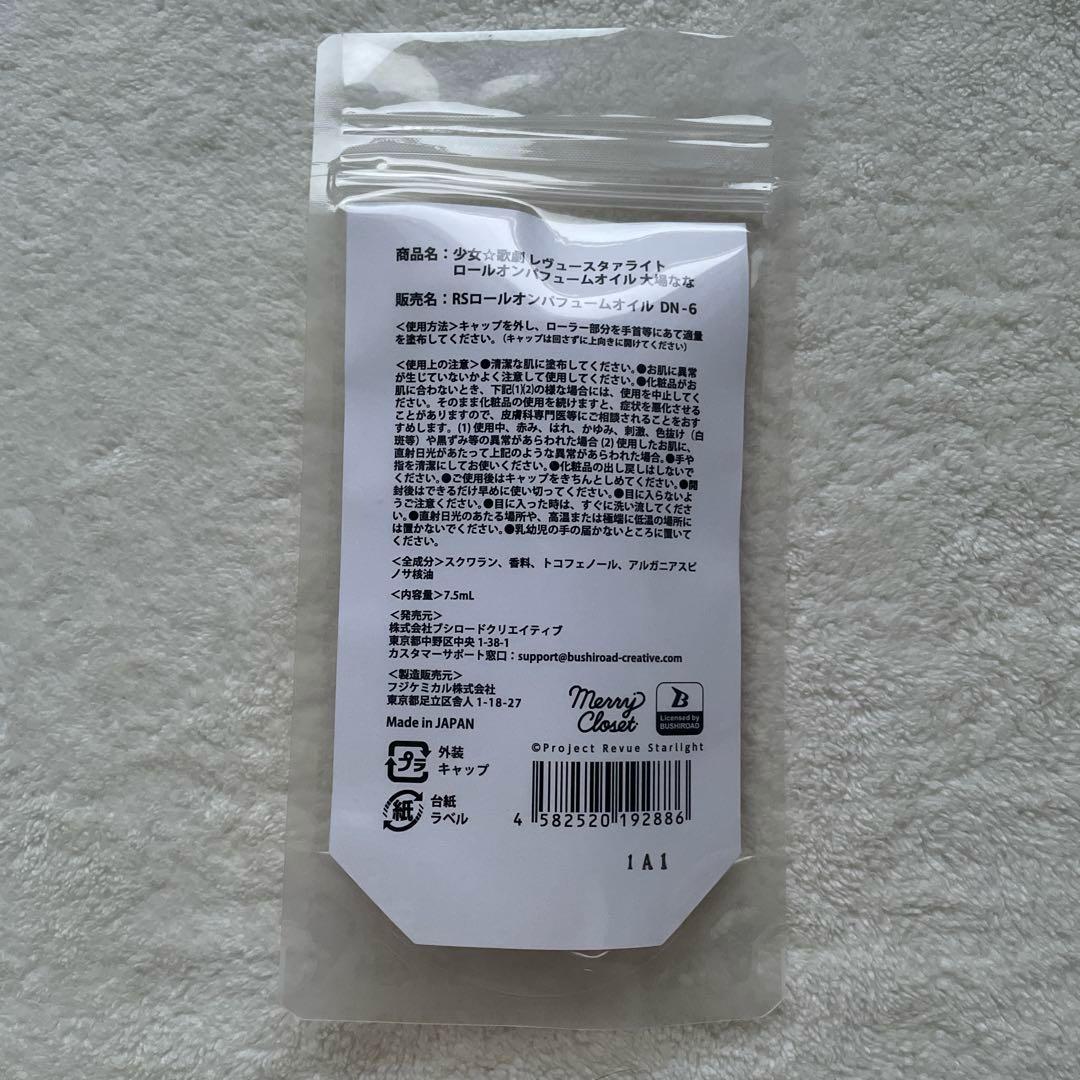 商品名：少女☆歌劇 レヴュースタァライト
ロールオンパフュームオイル 大場なな
販売名：RSロールオンパフュームオイル DN-6
＜使用方法＞キャップを外し、ローラー部分を手首等にあて適量
を塗布してください。（キャップは回さずに上向きに開けてください）
＜使用上の注意＞●清潔な肌に塗布してください。●お肌に異常
が生じていないかよく注意して使用してください。●化粧品がお
肌に合わないとき、下記(1)(2)の様な場合には、使用を中止してく
ださい。そのまま化粧品の使用を続けますと、症状を悪化させる
ことがありますので、皮膚科専門医等にご相談されることをおす
すめします。(1) 使用中、赤み、はれ、かゆみ、刺激、色抜け（白
斑等）や黒ずみ等の異常があらわれた場合 (2) 使用したお肌に、
直射日光があたって上記のような異常があらわれた場合。●手や
指を清潔にしてお使いください。●化粧品の出し戻しはしないで
ください。●ご使用後はキャップをきちんとしめてください。●開
封後はできるだけ早めに使い切ってください。●目に入らないよ
うご注意ください。●目に入った時は、すぐに洗い流してくださ
い。●直射日光のあたる場所や、高温または極端に低温の場所に
は置かないでください。●乳幼児の手の届かないところに置いて
ください。
＜全成分＞スクワラン、香料、トコフェノール、アルガニアスピ
ノサ核油
＜内容量＞7.5mL
＜発売元＞
株式会社ブシロードクリエイティブ
東京都中野区中央 1-38-1
カスタマーサポート窓口：support@bushiroad-creative.com
＜製造販売元＞
フジケミカル株式会社
東京都足立区舎人 1-18-27
Made in JAPAN
Merry
Closet
B
Licensed by
BUSHIROAD
©Project Revue Starlight
プラ
外装
キャップ
紙
台紙
ラベル
4 582520 192886
1A1